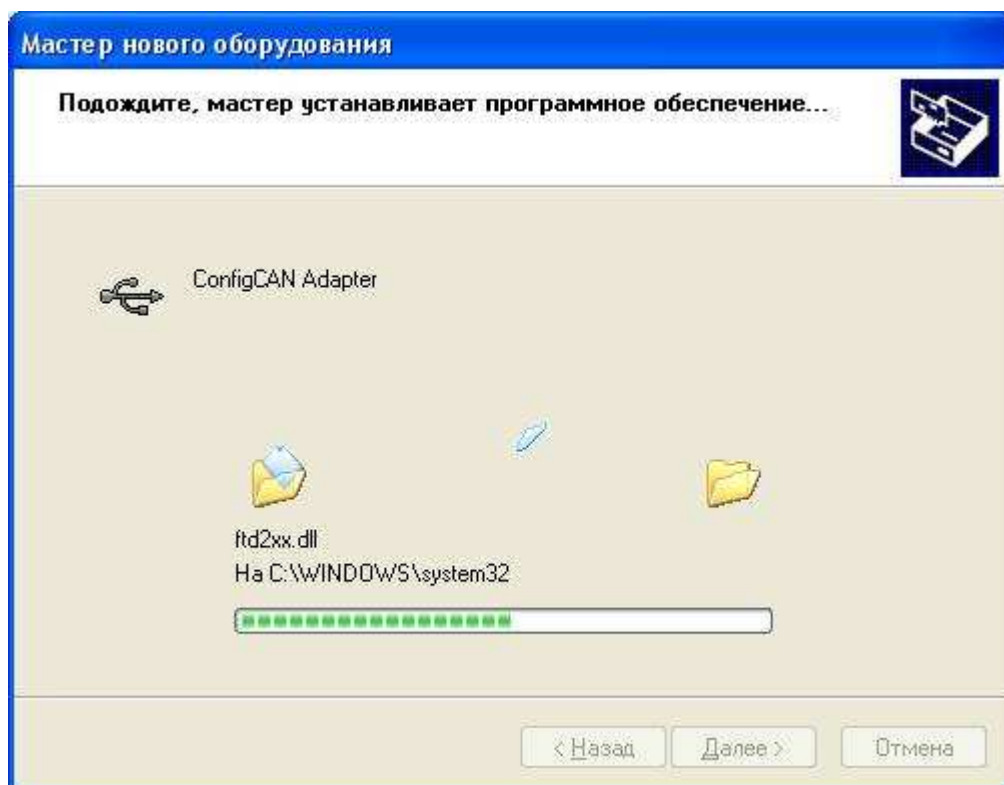 Мастер нового оборудования
Подождите, мастер устанавливает программное обеспечение...
ConfigCAN Adapter
ftd2xx.dll
На C:\WINDOWS\system32
< Назад
Далее >
Отмена